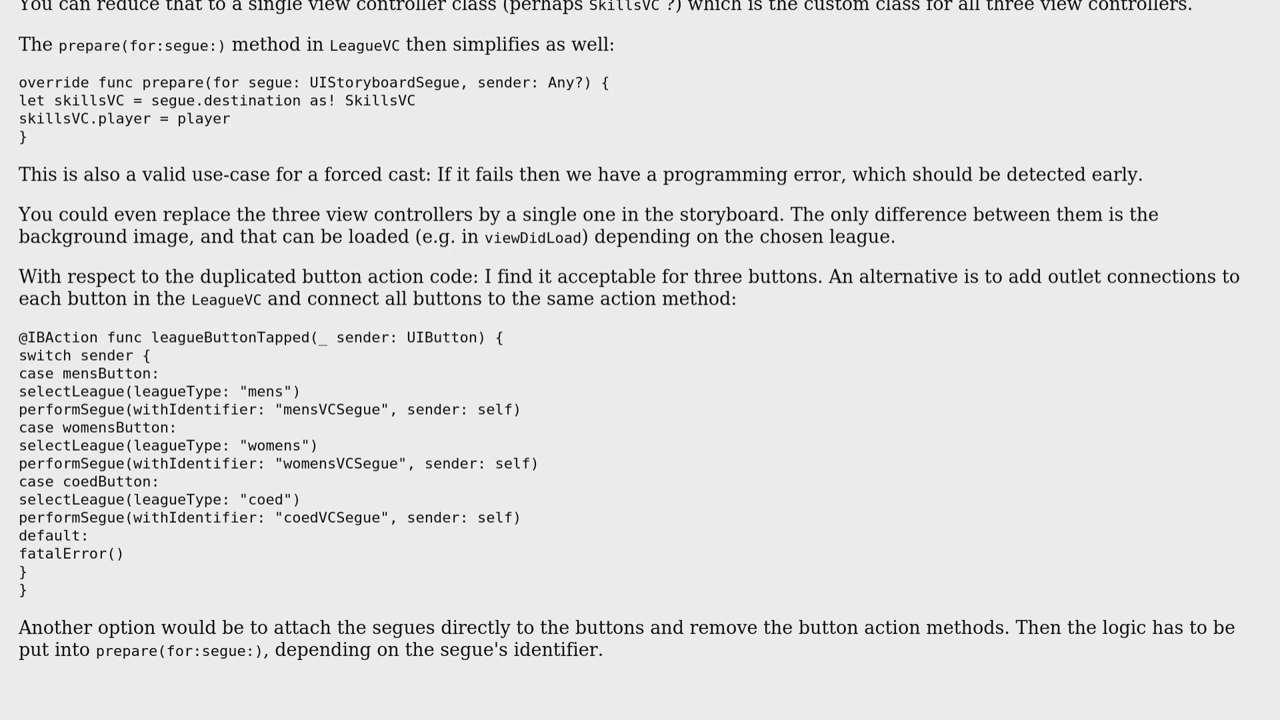 You can reduce that to a single view controller class (perhaps SkillsVC ?) which is the custom class for all three view controllers.
The prepare(for:segue:) method in LeagueVC then simplifies as well:
override func prepare(for segue: UIStoryboardSegue, sender: Any?) {
let skillsVC = segue.destination as! SkillsVC
skillsVC.player = player
}
This is also a valid use-case for a forced cast: If it fails then we have a programming error, which should be detected early.
You could even replace the three view controllers by a single one in the storyboard. The only difference between them is the
background image, and that can be loaded (e.g. in viewDidLoad) depending on the chosen league.
With respect to the duplicated button action code: I find it acceptable for three buttons. An alternative is to add outlet connections to
each button in the LeagueVC and connect all buttons to the same action method:
@IBAction func leagueButtonTapped(_ sender: UIButton) {
switch sender {
case mensButton:
selectLeague(leagueType: "mens")
performSegue(withIdentifier: "mensVCSegue", sender: self)
case womensButton:
selectLeague(leagueType: "womens")
performSegue(withIdentifier: "womensVCSegue", sender: self)
case coedButton:
selectLeague(leagueType: "coed")
performSegue(withIdentifier: "coedVCSegue", sender: self)
default:
fatalError()
}
}
Another option would be to attach the segues directly to the buttons and remove the button action methods. Then the logic has to be
put into prepare(for:segue:), depending on the segue's identifier.